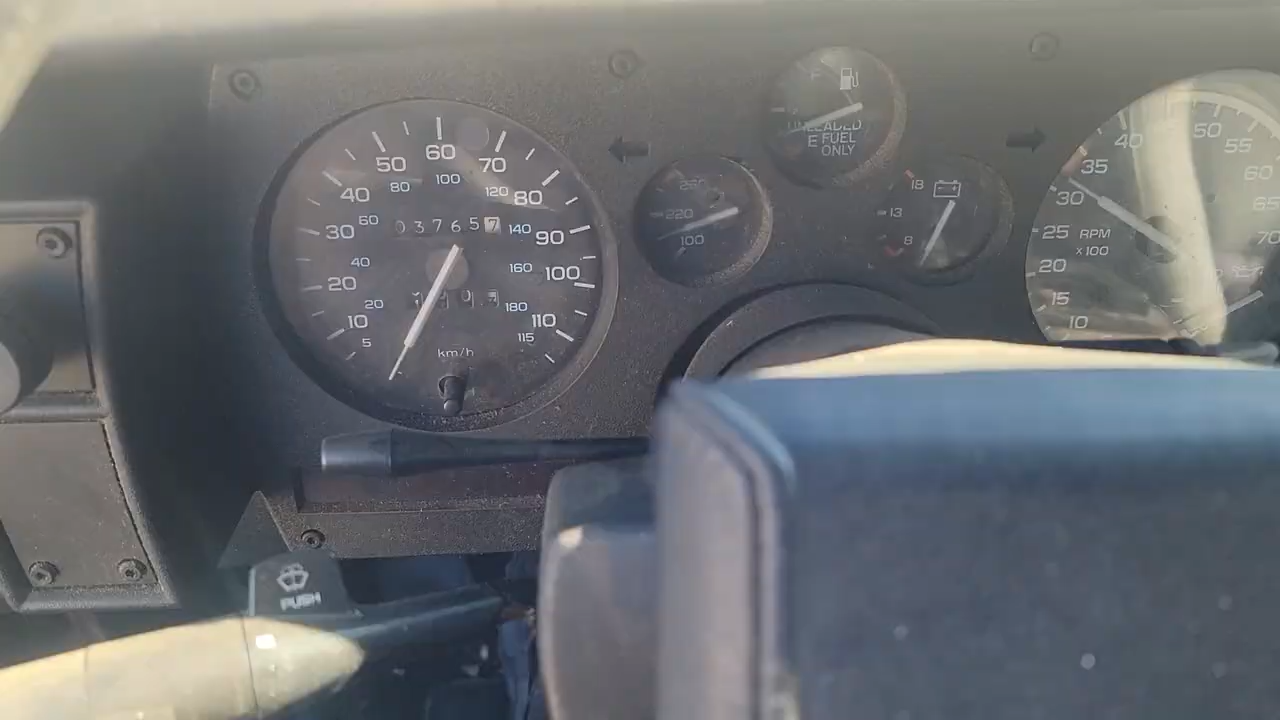 50 60 70
40 80 100 120 80
30 60 037657 140 90
40 160 100
20 20 180
10 110
5 115
km/h
260
220
100
F
UNLEADED
E FUEL
ONLY
18
13
8
40 50 55
35 60
30 65
25 RPM 70
x100
20
15
10
PUSH